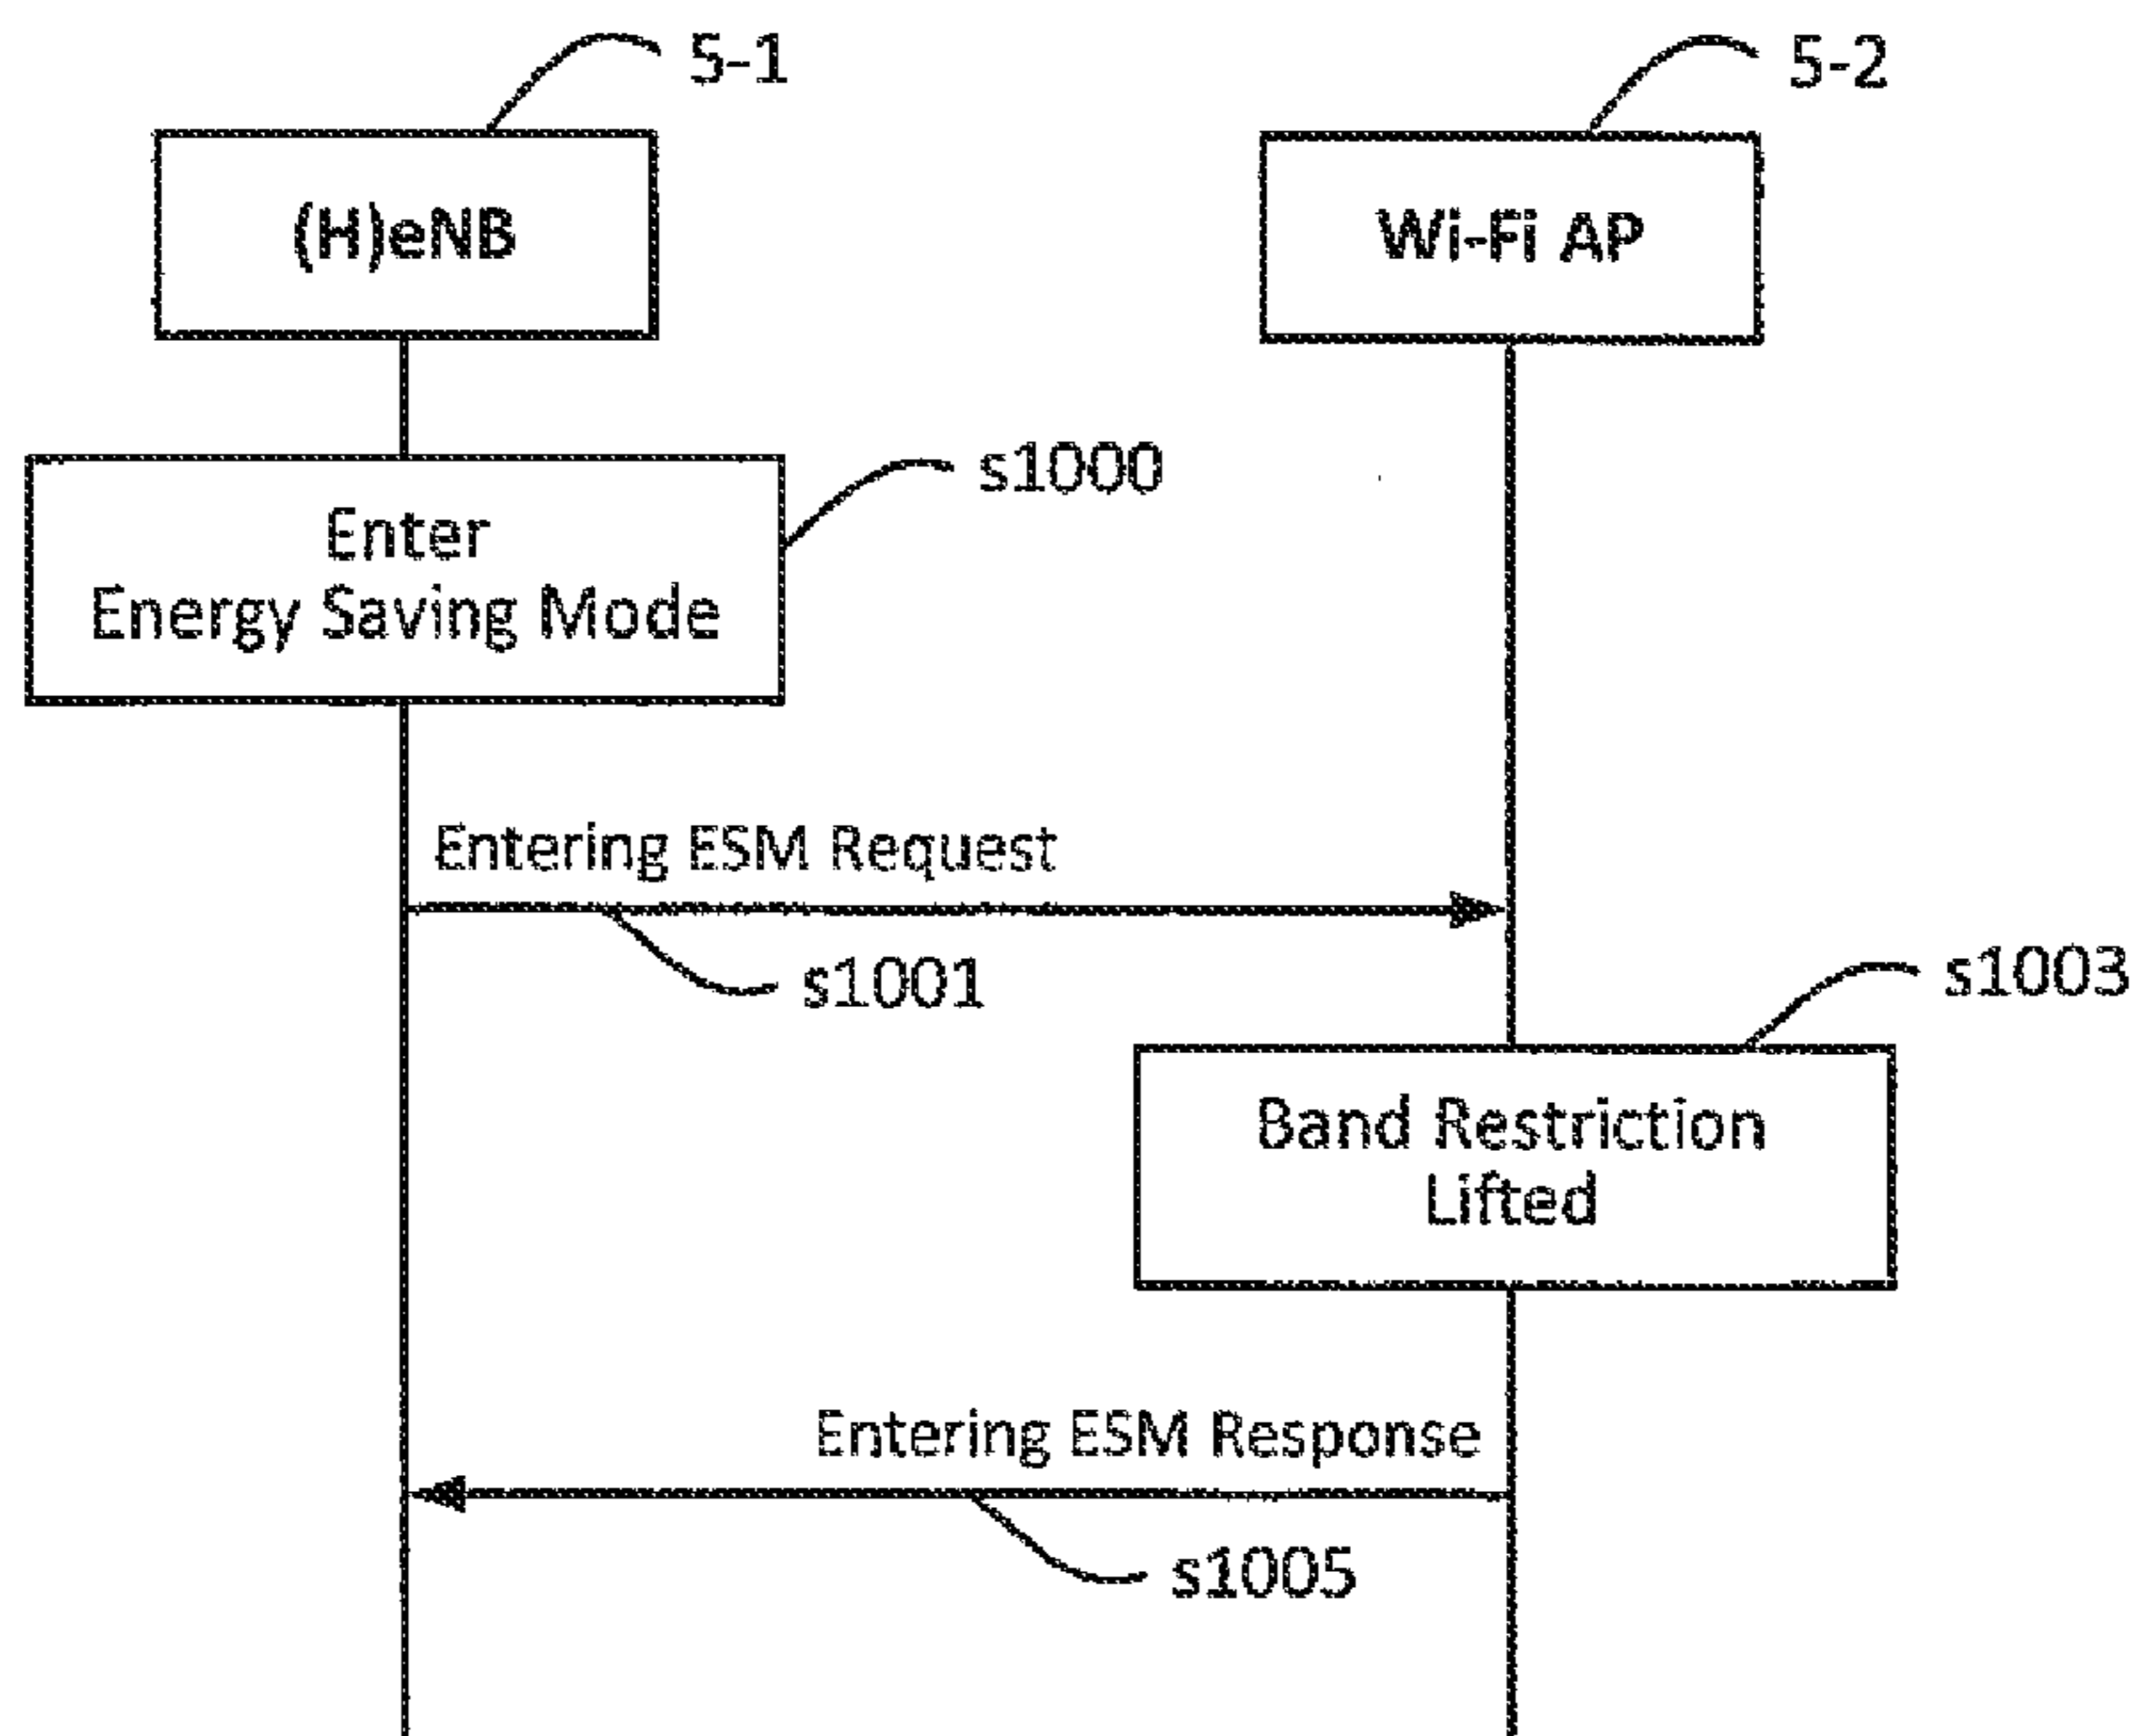 5-1
5-2
(H)eNB
Wi-Fi AP
s1000
Enter
Energy Saving Mode
Entering ESM Request
s1001
s1003
Band Restriction
Lifted
Entering ESM Response
s1005